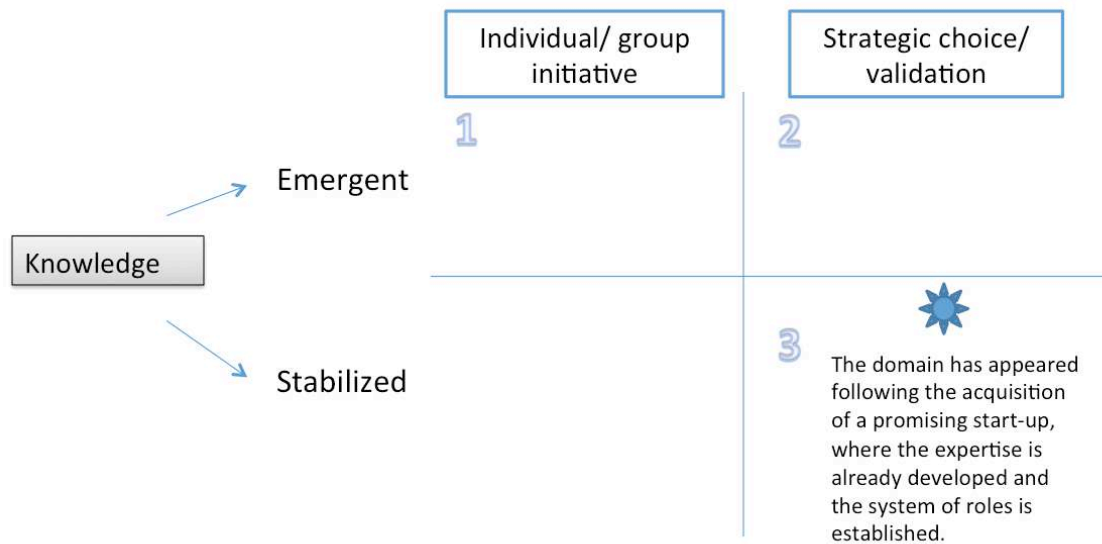 Individual/ group
initiative
Strategic choice/
validation
1
2
Emergent
Knowledge
Stabilized
3
The domain has appeared
following the acquisition
of a promising start-up,
where the expertise is
already developed and
the system of roles is
established.